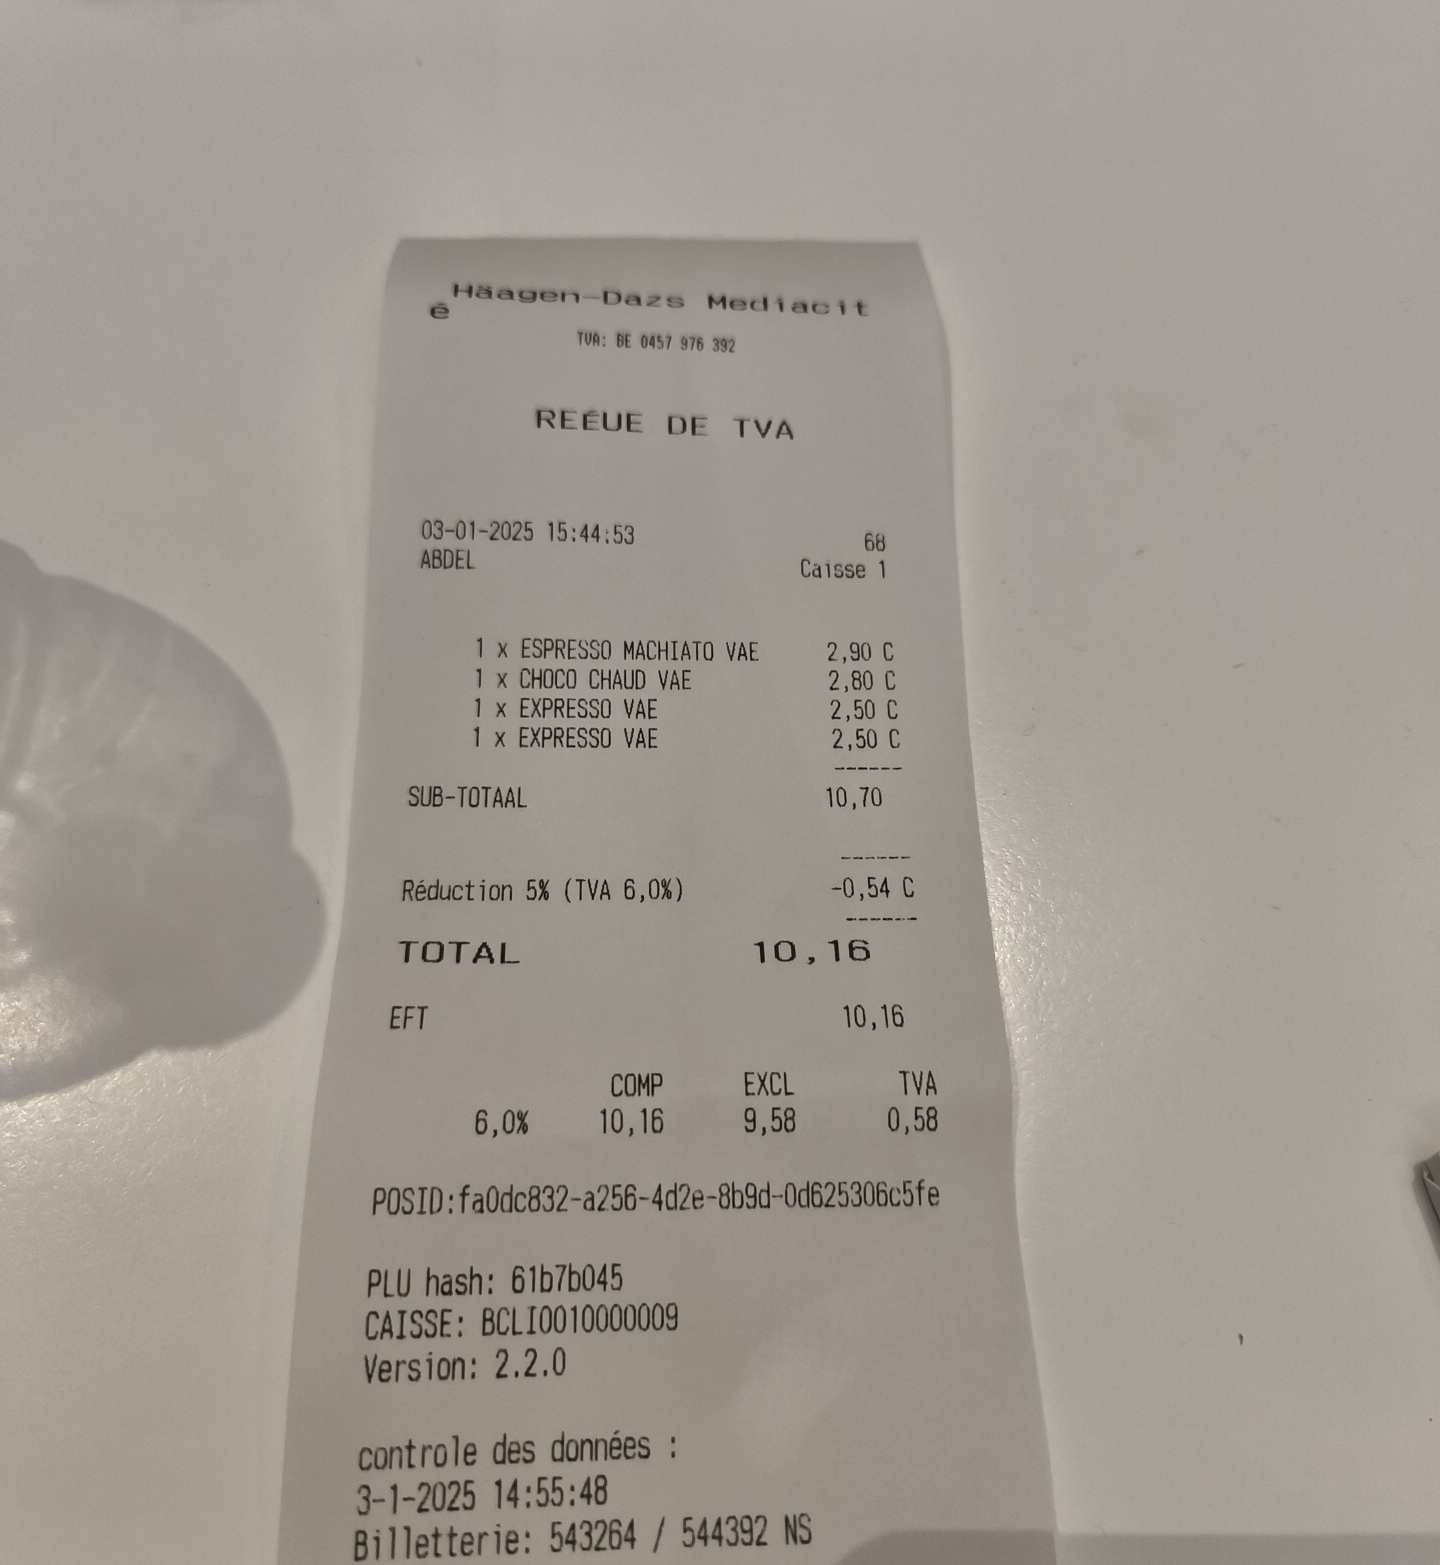 Häagen-Dazs Mediacit
é
TVA: BE 0457 976 392
REÉUE DE TVA
03-01-2025 15:44:53 68
ABDEL Caisse 1
1 x ESPRESSO MACHIATO VAE 2,90 C
1 x CHOCO CHAUD VAE 2,80 C
1 x EXPRESSO VAE 2,50 C
1 x EXPRESSO VAE 2,50 C
------
SUB-TOTAAL 10,70
------
Réduction 5% (TVA 6,0%) -0,54 C
------
TOTAL 10,16
EFT 10,16
COMP EXCL TVA
6,0% 10,16 9,58 0,58
POSID:fa0dc832-a256-4d2e-8b9d-0d625306c5fe
PLU hash: 61b7b045
CAISSE: BCLI0010000009
Version: 2.2.0
controle des données :
3-1-2025 14:55:48
Billetterie: 543264 / 544392 NS